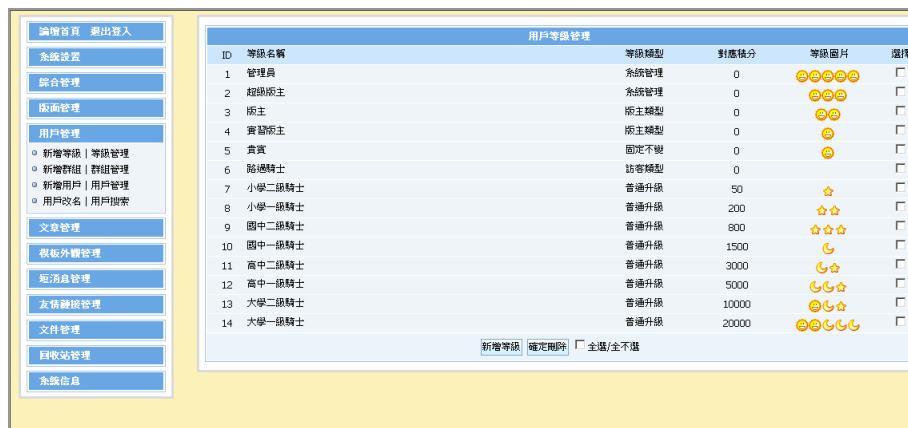 論壇首頁 退出登入
系統設置
綜合管理
版面管理
用戶管理
新增等級 | 等級管理
新增群組 | 群組管理
新增用戶 | 用戶管理
用戶改名 | 用戶搜索
文章管理
模板外觀管理
短消息管理
友情鏈接管理
文件管理
回收站管理
系統信息
用戶等級管理
ID 等級名稱 等級類型 對應積分 等級圖片 選擇
1 管理員 系統管理 0
2 超級版主 系統管理 0
3 版主 版主類型 0
4 實習版主 版主類型 0
5 貴賓 固定不變 0
6 路過騎士 訪客類型 0
7 小學二級騎士 普通升級 50
8 小學一級騎士 普通升級 200
9 國中二級騎士 普通升級 800
10 國中一級騎士 普通升級 1500
11 高中二級騎士 普通升級 3000
12 高中一級騎士 普通升級 5000
13 大學二級騎士 普通升級 10000
14 大學一級騎士 普通升級 20000
新增等級 確定刪除 全選/全不選